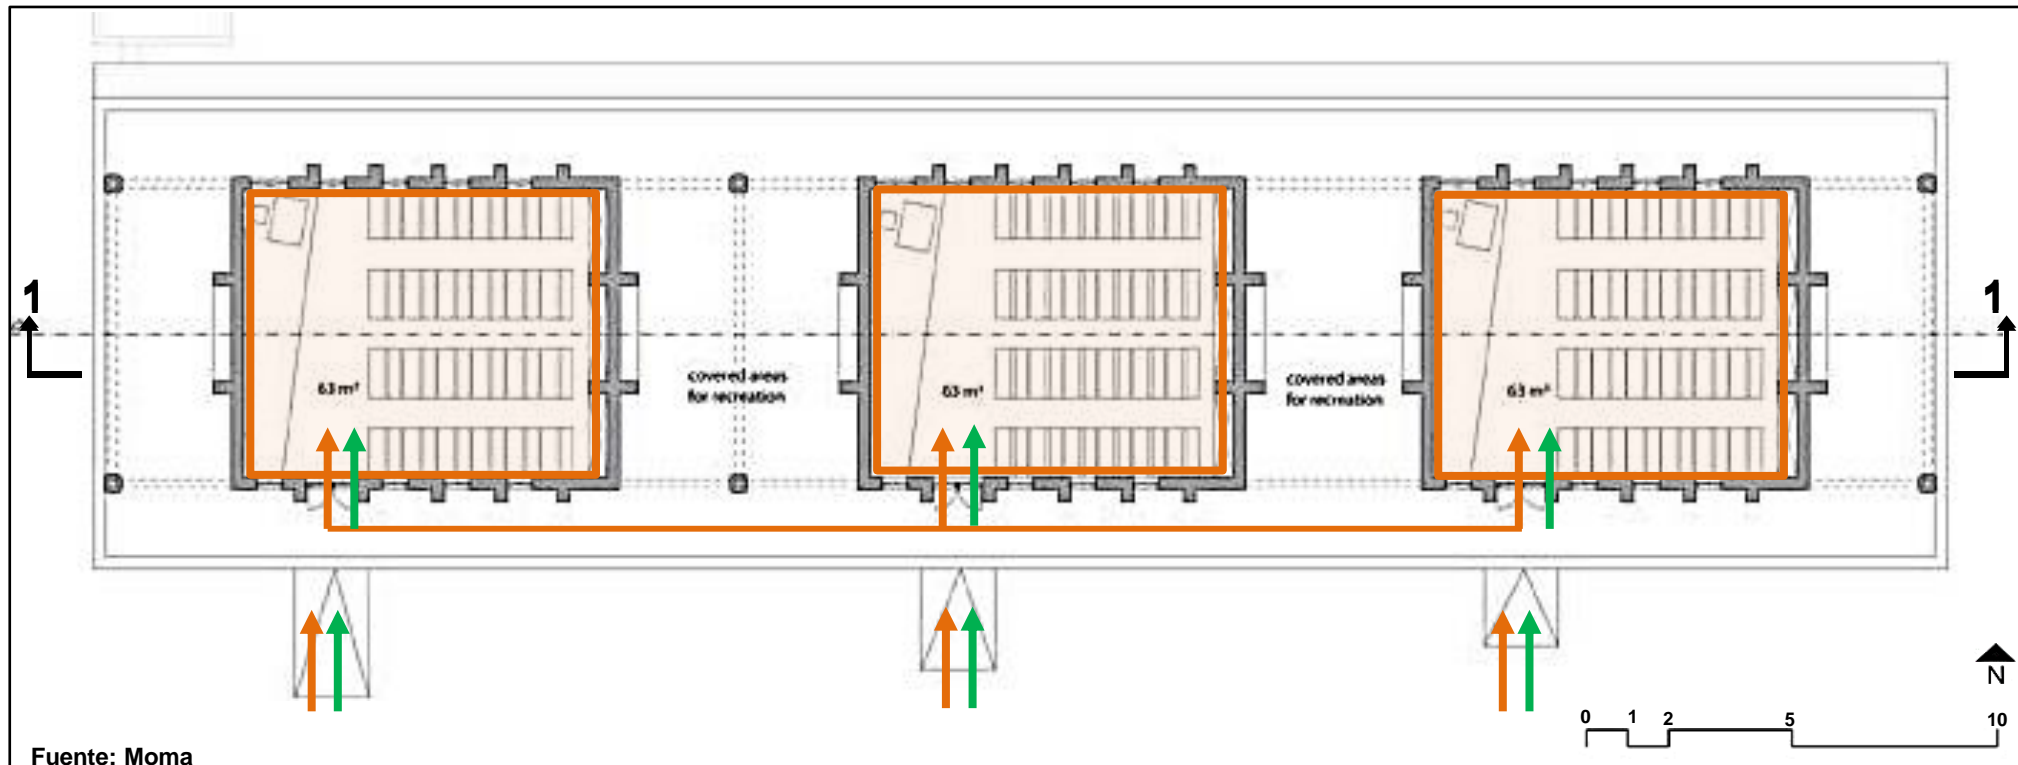 1
1
63 m²
covered areas
for recreation
63 m²
covered areas
for recreation
63 m²
N
0 1 2 5 10
Fuente: Moma